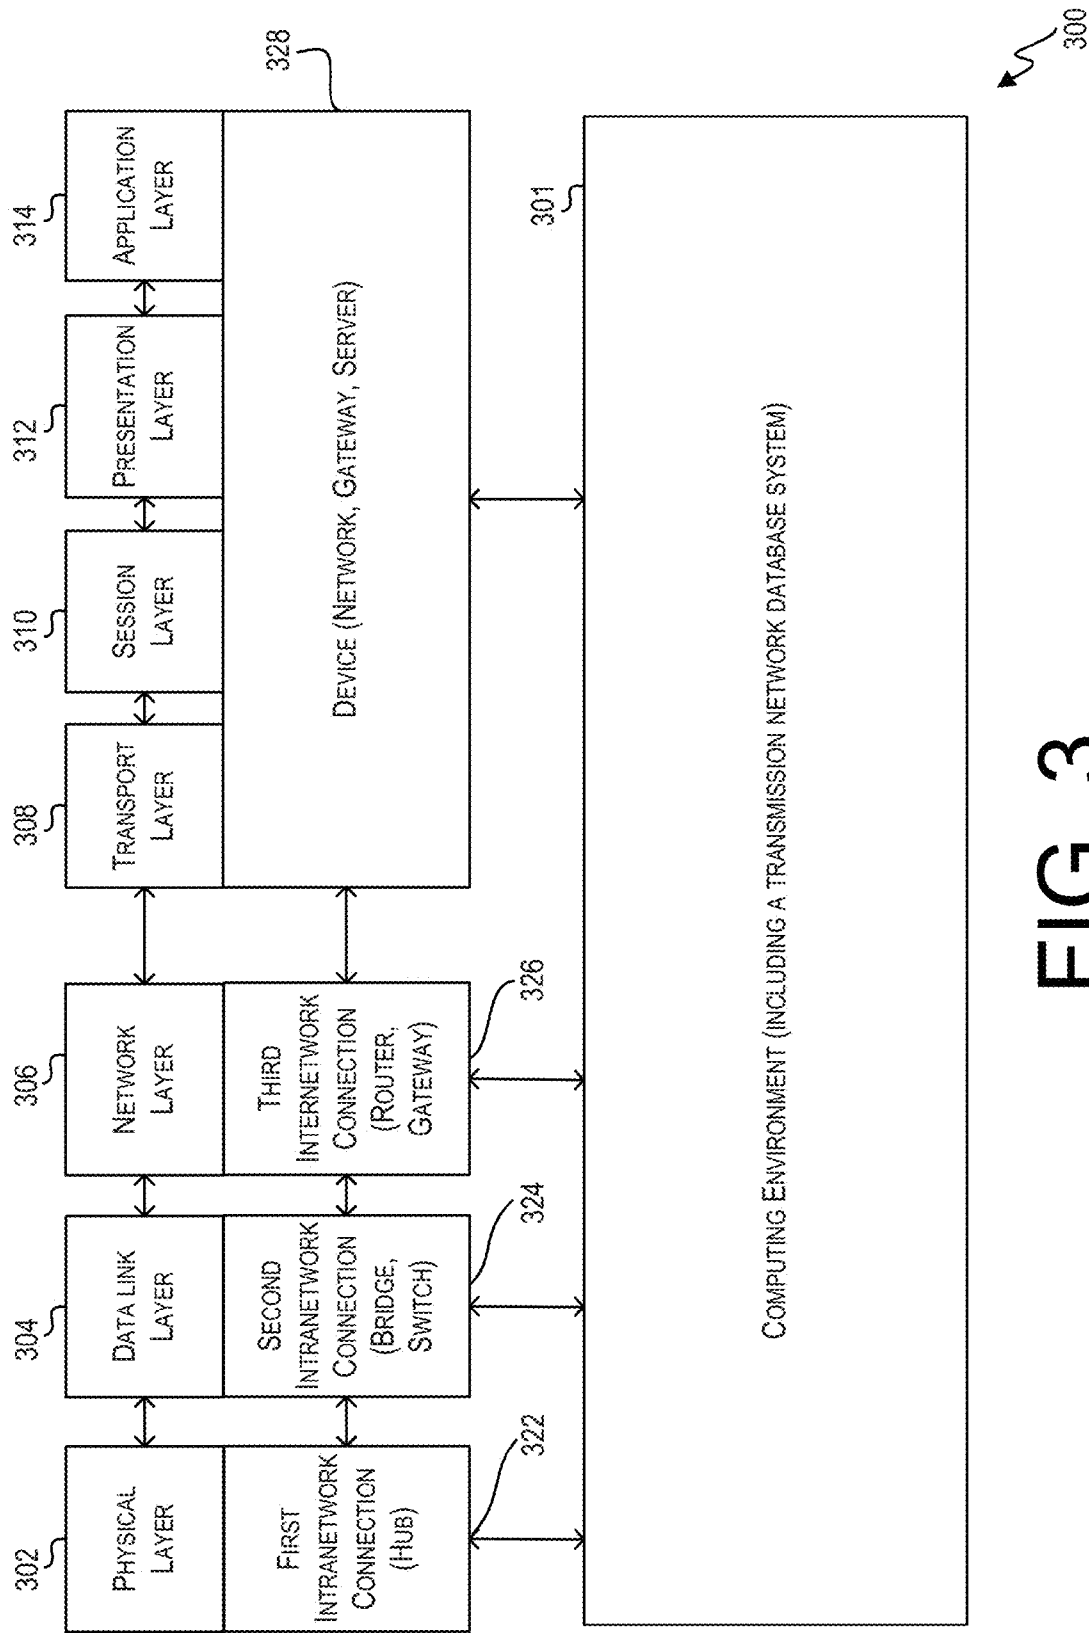 302
304
306
308
310
312
314
PHYSICAL
LAYER
DATA LINK
LAYER
NETWORK
LAYER
TRANSPORT
LAYER
SESSION
LAYER
PRESENTATION
LAYER
APPLICATION
LAYER
FIRST
INTRANETWORK
CONNECTION
(HUB)
SECOND
INTRANETWORK
CONNECTION
(BRIDGE,
SWITCH)
THIRD
INTERNETWORK
CONNECTION
(ROUTER,
GATEWAY)
DEVICE (NETWORK, GATEWAY, SERVER)
328
322
324
326
301
COMPUTING ENVIRONMENT (INCLUDING A TRANSMISSION NETWORK DATABASE SYSTEM)
FIG. 3
300